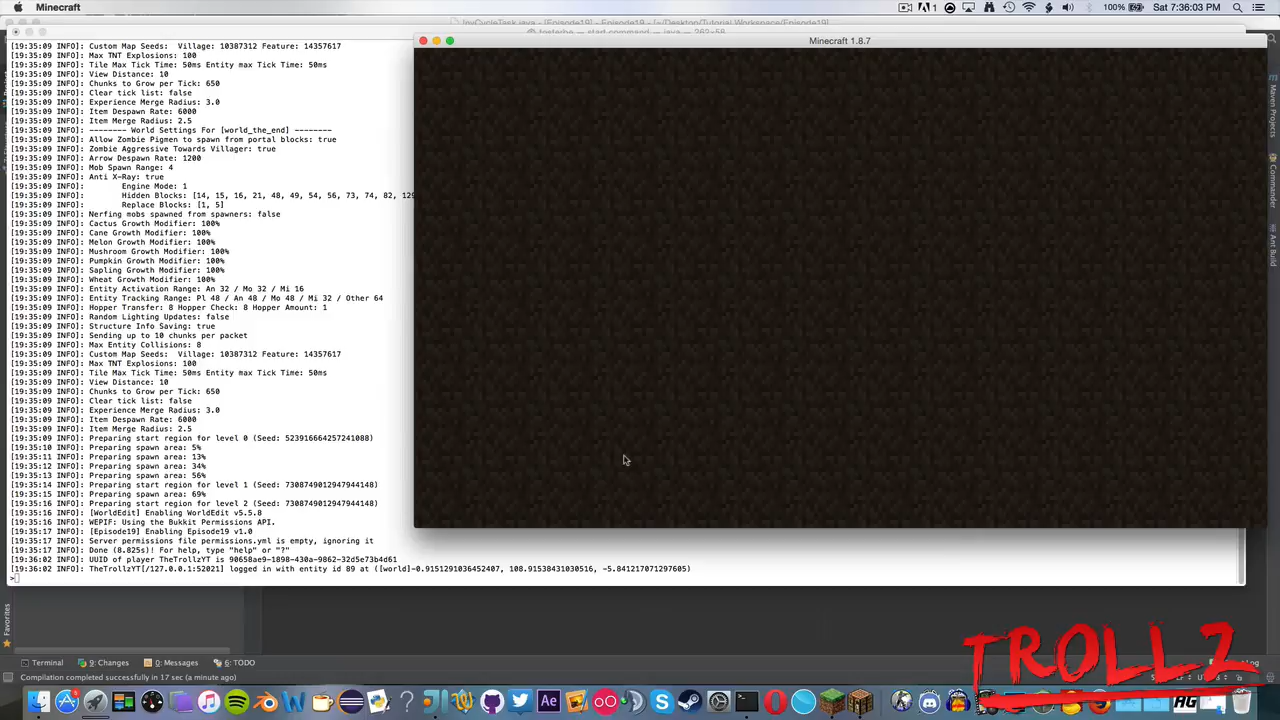 Minecraft
100%
Sat 7:36:03 PM
nyCycleTask.java - [Episode19] - Episode19 - [~/Desktop/Tutorial Workspace/Episode19]
Minecraft 1.8.7
[19:35:09 INFO]: Custom Map Seeds:  Village: 10387312 Feature: 14357617
[19:35:09 INFO]: Max TNT Explosions: 100
[19:35:09 INFO]: Tile Max Tick Time: 50ms Entity max Tick Time: 50ms
[19:35:09 INFO]: View Distance: 10
[19:35:09 INFO]: Chunks to Grow per Tick: 650
[19:35:09 INFO]: Clear tick list: false
[19:35:09 INFO]: Experience Merge Radius: 3.0
[19:35:09 INFO]: Item Despawn Rate: 6000
[19:35:09 INFO]: Item Merge Radius: 2.5
[19:35:09 INFO]: -------- World Settings For [world_the_end] --------
[19:35:09 INFO]: Allow Zombie Pigmen to spawn from portal blocks: true
[19:35:09 INFO]: Zombie Aggressive Towards Villager: true
[19:35:09 INFO]: Arrow Despawn Rate: 1200
[19:35:09 INFO]: Mob Spawn Range: 4
[19:35:09 INFO]: Anti X-Ray: true
[19:35:09 INFO]: Engine Mode: 1
[19:35:09 INFO]: Hidden Blocks: [14, 15, 16, 21, 48, 49, 54, 56, 73, 74, 82, 129
[19:35:09 INFO]: Replace Blocks: [1, 5]
[19:35:09 INFO]: Nerfing mobs spawned from spawners: false
[19:35:09 INFO]: Cactus Growth Modifier: 100%
[19:35:09 INFO]: Cane Growth Modifier: 100%
[19:35:09 INFO]: Melon Growth Modifier: 100%
[19:35:09 INFO]: Mushroom Growth Modifier: 100%
[19:35:09 INFO]: Pumpkin Growth Modifier: 100%
[19:35:09 INFO]: Sapling Growth Modifier: 100%
[19:35:09 INFO]: Wheat Growth Modifier: 100%
[19:35:09 INFO]: Entity Activation Range: An 32 / Mo 32 / Mi 16
[19:35:09 INFO]: Entity Tracking Range: Pl 48 / An 48 / Mo 48 / Mi 32 / Other 64
[19:35:09 INFO]: Hopper Transfer: 8 Hopper Check: 8 Hopper Amount: 1
[19:35:09 INFO]: Random Lighting Updates: false
[19:35:09 INFO]: Structure Info Saving: true
[19:35:09 INFO]: Sending up to 10 chunks per packet
[19:35:09 INFO]: Max Entity Collisions: 8
[19:35:09 INFO]: Custom Map Seeds:  Village: 10387312 Feature: 14357617
[19:35:09 INFO]: Max TNT Explosions: 100
[19:35:09 INFO]: Tile Max Tick Time: 50ms Entity max Tick Time: 50ms
[19:35:09 INFO]: View Distance: 10
[19:35:09 INFO]: Chunks to Grow per Tick: 650
[19:35:09 INFO]: Clear tick list: false
[19:35:09 INFO]: Experience Merge Radius: 3.0
[19:35:09 INFO]: Item Despawn Rate: 6000
[19:35:09 INFO]: Item Merge Radius: 2.5
[19:35:09 INFO]: Preparing start region for level 0 (Seed: 523916664257241088)
[19:35:10 INFO]: Preparing spawn area: 5%
[19:35:11 INFO]: Preparing spawn area: 13%
[19:35:12 INFO]: Preparing spawn area: 34%
[19:35:13 INFO]: Preparing spawn area: 56%
[19:35:14 INFO]: Preparing start region for level 1 (Seed: 7308749012947944148)
[19:35:15 INFO]: Preparing spawn area: 69%
[19:35:16 INFO]: Preparing start region for level 2 (Seed: 7308749012947944148)
[19:35:16 INFO]: [WorldEdit] Enabling WorldEdit v5.5.8
[19:35:16 INFO]: WEPIF: Using the Bukkit Permissions API.
[19:35:17 INFO]: [Episode19] Enabling Episode19 v1.0
[19:35:17 INFO]: Server permissions file permissions.yml is empty, ignoring it
[19:35:17 INFO]: Done (8.825s)! For help, type "help" or "?"
[19:36:02 INFO]: UUID of player TheTrollzYT is 90658ae9-1898-430a-9862-32d5e73b4d61
[19:36:02 INFO]: TheTrollzYT[/127.0.0.1:52021] logged in with entity id 89 at ([world]-0.9151291036452407, 108.91538431030516, -5.841217071297605)
>
Maven Projects
Commander
Ant Build
Favorites
Terminal
9: Changes
0: Messages
6: TODO
Compilation completed successfully in 17 sec (a minute ago)
TROLLZ
Ae
HG